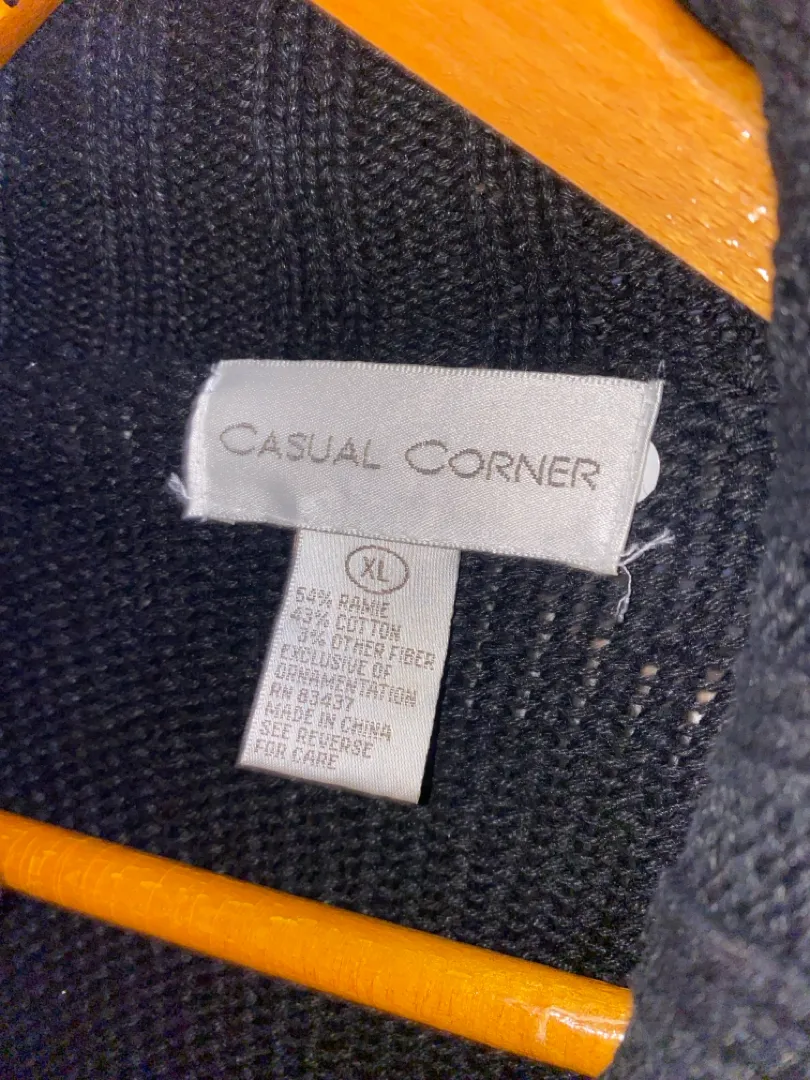 CASUAL CORNER
XL
54% RAMIE
43% COTTON
3% OTHER FIBER
EXCLUSIVE OF
ORNAMENTATION
RN 83437
MADE IN CHINA
SEE REVERSE
FOR CARE